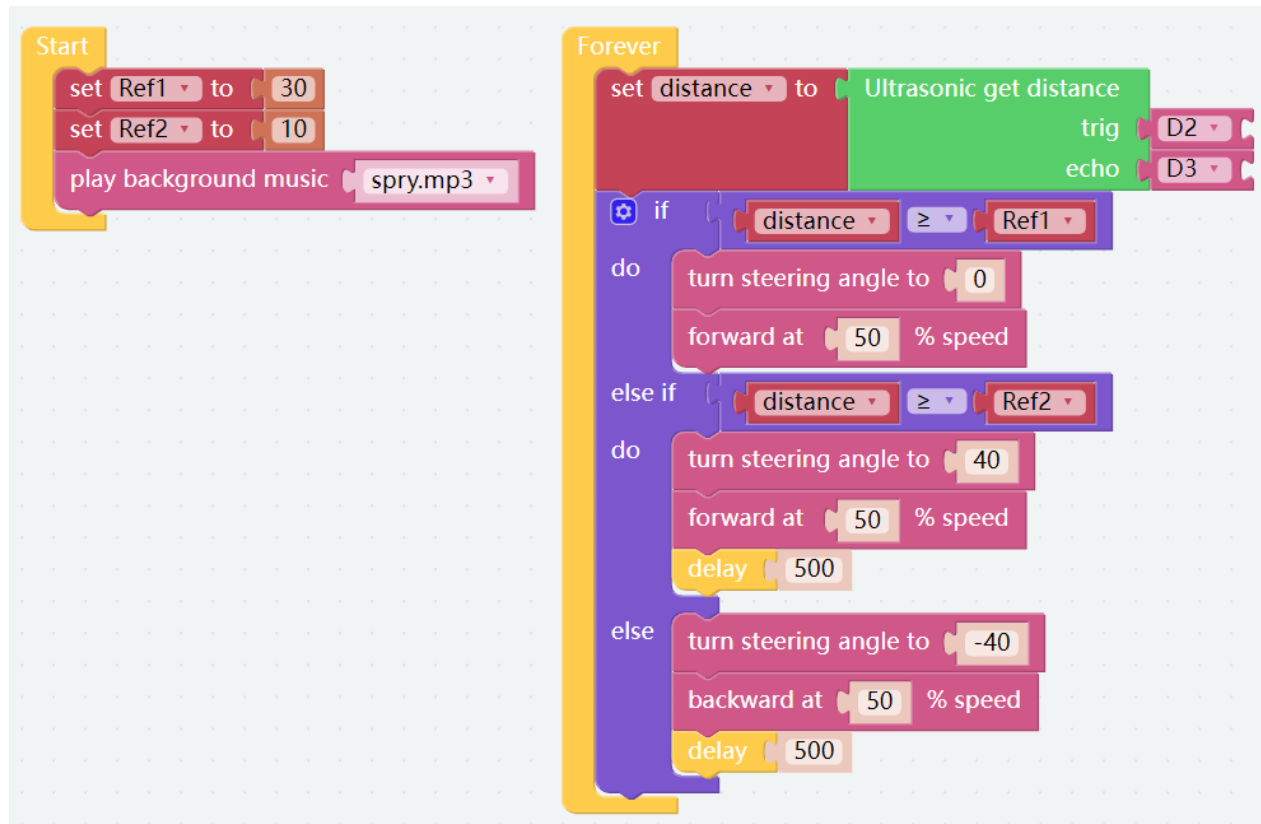 Start
set Ref1 to 30
set Ref2 to 10
play background music spry.mp3
Forever
set distance to Ultrasonic get distance
trig D2
echo D3
if distance ≥ Ref1
do turn steering angle to 0
forward at 50 % speed
else if distance ≥ Ref2
do turn steering angle to 40
forward at 50 % speed
delay 500
else turn steering angle to -40
backward at 50 % speed
delay 500